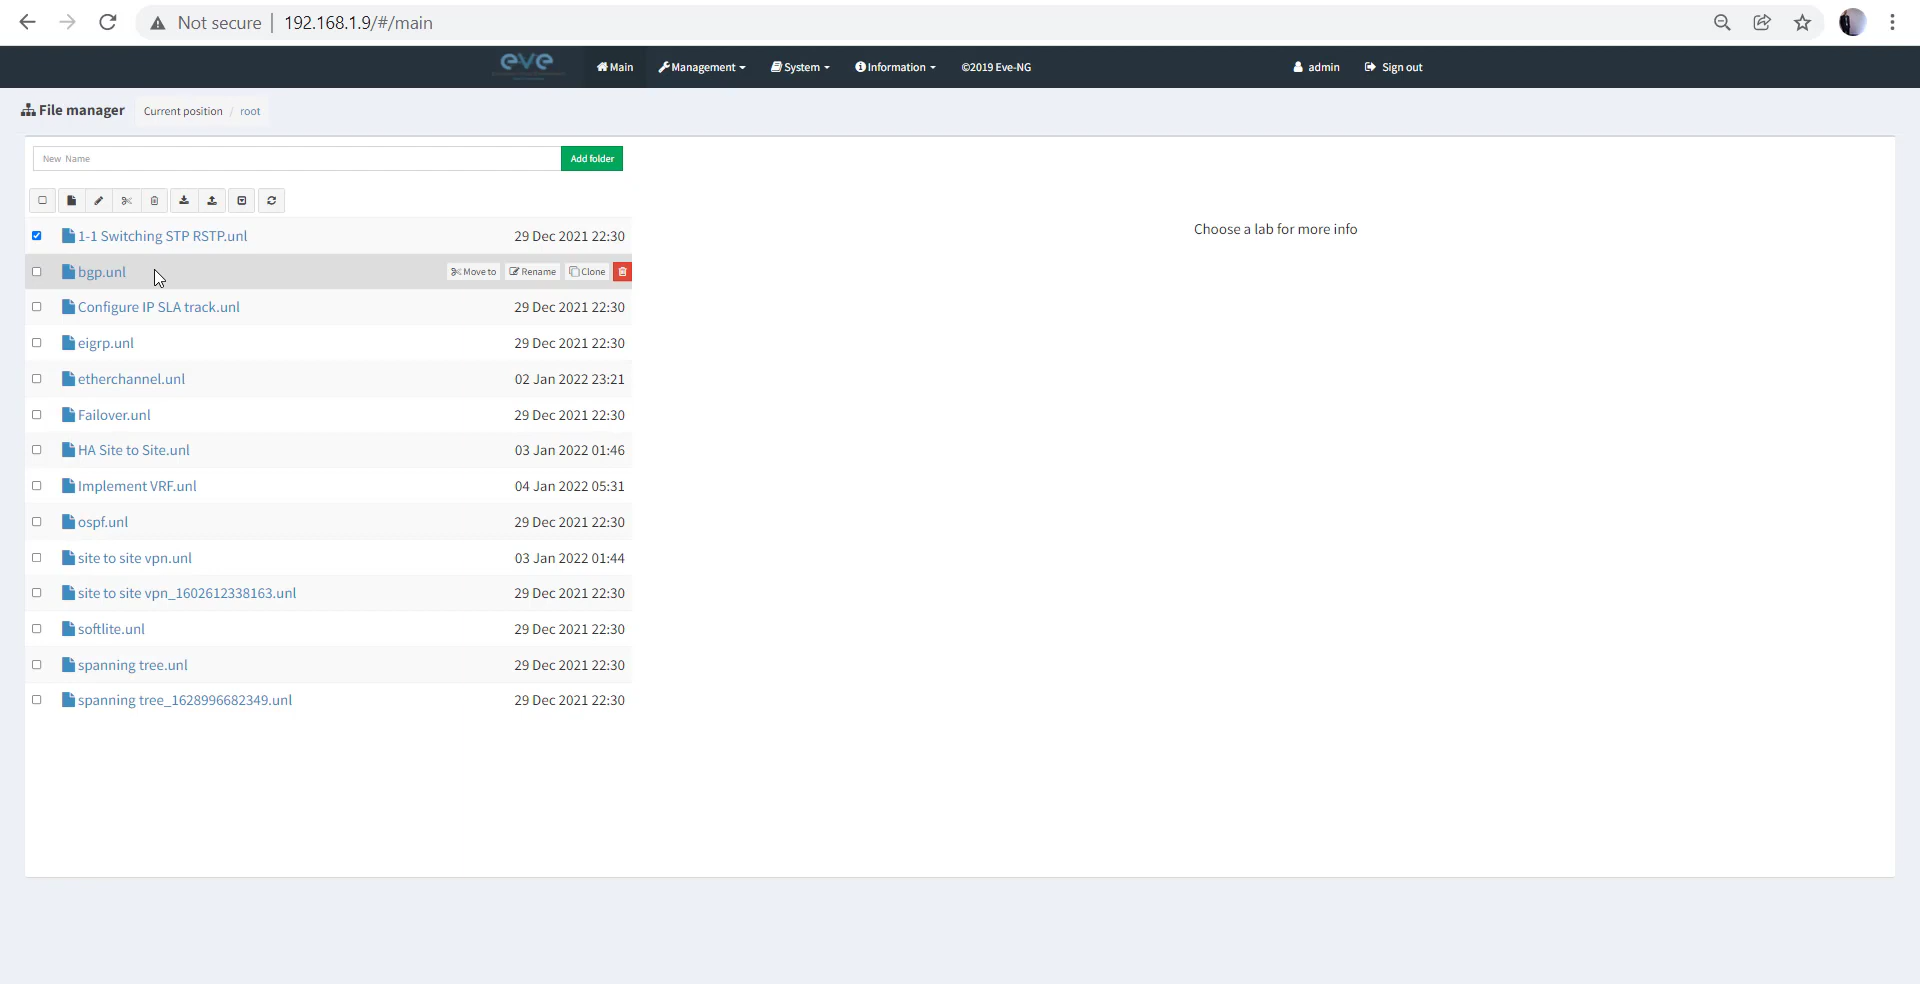 Not secure 192.168.1.9/#/main
eve Main Management System Information ©2019 Eve-NG admin Sign out
File manager Current position / root
New Name Add folder
1-1 Switching STP RSTP.unl 29 Dec 2021 22:30
bgp.unl Move to Rename Clone
Configure IP SLA track.unl 29 Dec 2021 22:30
eigrp.unl 29 Dec 2021 22:30
etherchannel.unl 02 Jan 2022 23:21
Failover.unl 29 Dec 2021 22:30
HA Site to Site.unl 03 Jan 2022 01:46
Implement VRF.unl 04 Jan 2022 05:31
ospf.unl 29 Dec 2021 22:30
site to site vpn.unl 03 Jan 2022 01:44
site to site vpn_1602612338163.unl 29 Dec 2021 22:30
softlite.unl 29 Dec 2021 22:30
spanning tree.unl 29 Dec 2021 22:30
spanning tree_1628996682349.unl 29 Dec 2021 22:30
Choose a lab for more info